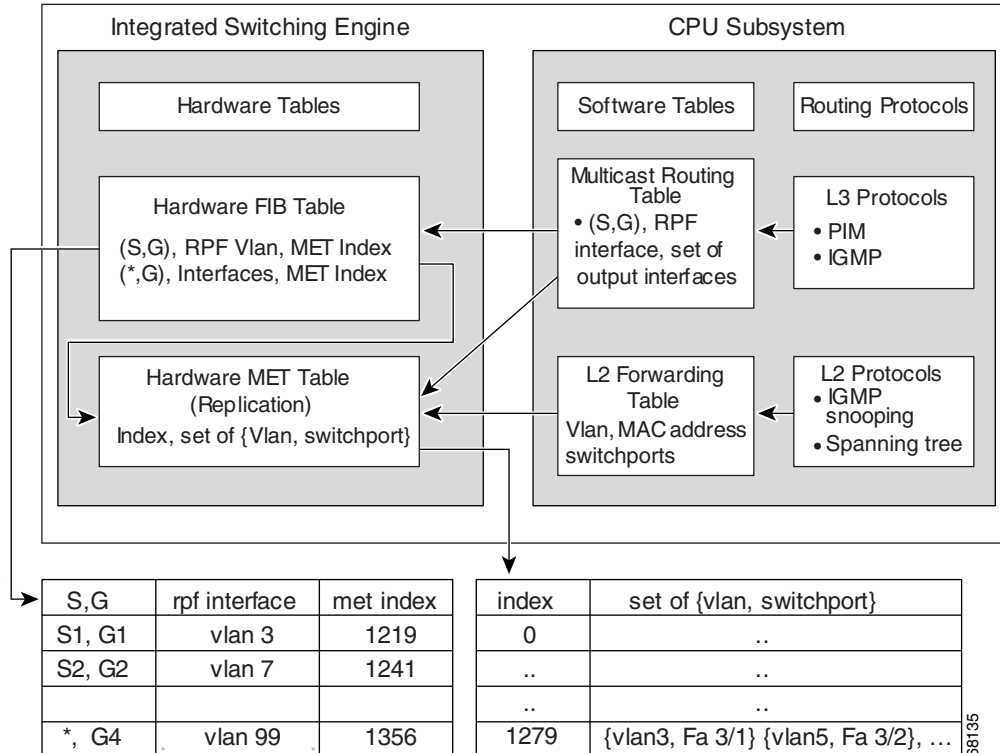 Integrated Switching Engine
CPU Subsystem
Hardware Tables
Software Tables
Routing Protocols
Hardware FIB Table
(S,G), RPF Vlan, MET Index
(*,G), Interfaces, MET Index
Multicast Routing
Table
• (S,G), RPF
interface, set of
output interfaces
L3 Protocols
• PIM
• IGMP
Hardware MET Table
(Replication)
Index, set of {Vlan, switchport}
L2 Forwarding
Table
Vlan, MAC address
switchports
L2 Protocols
• IGMP
snooping
• Spanning tree
S,G rpf interface met index
S1, G1 vlan 3 1219
S2, G2 vlan 7 1241
*, G4 vlan 99 1356
index set of {vlan, switchport}
0 ..
.. ..
..
1279 {vlan3, Fa 3/1} {vlan5, Fa 3/2}, ...
68135